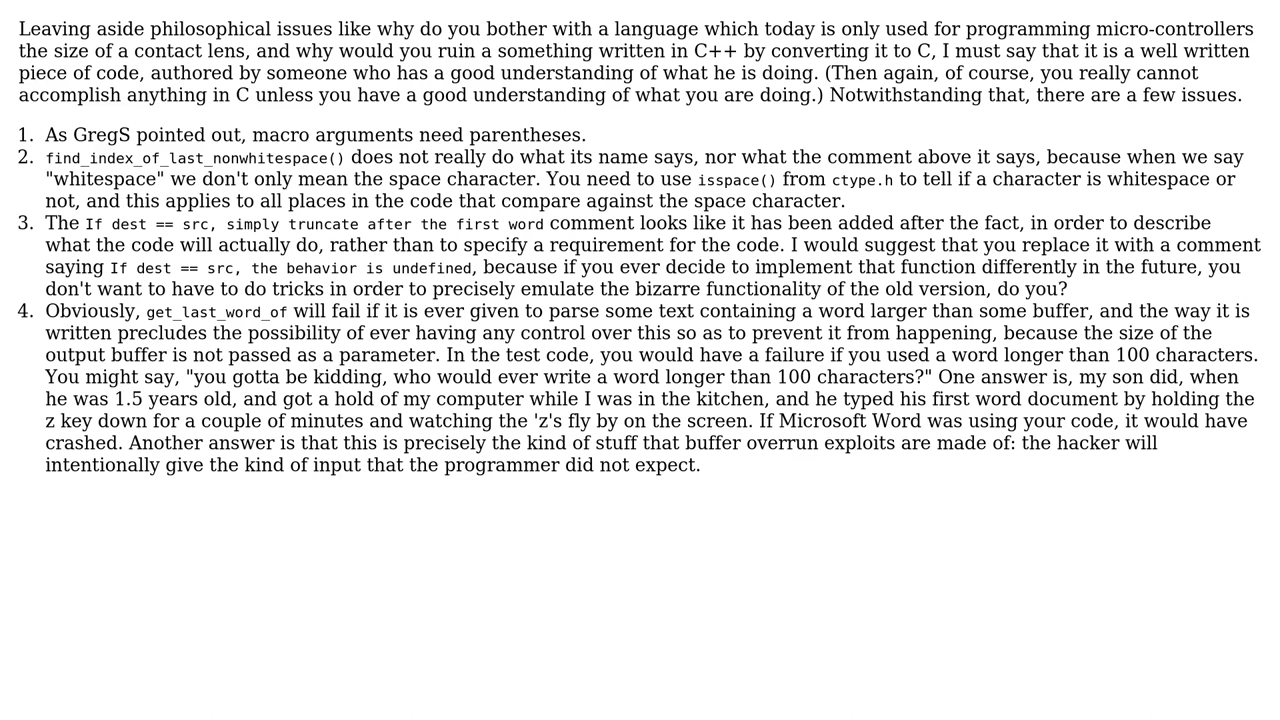 Leaving aside philosophical issues like why do you bother with a language which today is only used for programming micro-controllers
the size of a contact lens, and why would you ruin a something written in C++ by converting it to C, I must say that it is a well written
piece of code, authored by someone who has a good understanding of what he is doing. (Then again, of course, you really cannot
accomplish anything in C unless you have a good understanding of what you are doing.) Notwithstanding that, there are a few issues.
1. As GregS pointed out, macro arguments need parentheses.
2. find_index_of_last_nonwhitespace() does not really do what its name says, nor what the comment above it says, because when we say
"whitespace" we don't only mean the space character. You need to use isspace() from ctype.h to tell if a character is whitespace or
not, and this applies to all places in the code that compare against the space character.
3. The If dest == src, simply truncate after the first word comment looks like it has been added after the fact, in order to describe
what the code will actually do, rather than to specify a requirement for the code. I would suggest that you replace it with a comment
saying If dest == src, the behavior is undefined, because if you ever decide to implement that function differently in the future, you
don't want to have to do tricks in order to precisely emulate the bizarre functionality of the old version, do you?
4. Obviously, get_last_word_of will fail if it is ever given to parse some text containing a word larger than some buffer, and the way it is
written precludes the possibility of ever having any control over this so as to prevent it from happening, because the size of the
output buffer is not passed as a parameter. In the test code, you would have a failure if you used a word longer than 100 characters.
You might say, "you gotta be kidding, who would ever write a word longer than 100 characters?" One answer is, my son did, when
he was 1.5 years old, and got a hold of my computer while I was in the kitchen, and he typed his first word document by holding the
z key down for a couple of minutes and watching the 'z's fly by on the screen. If Microsoft Word was using your code, it would have
crashed. Another answer is that this is precisely the kind of stuff that buffer overrun exploits are made of: the hacker will
intentionally give the kind of input that the programmer did not expect.